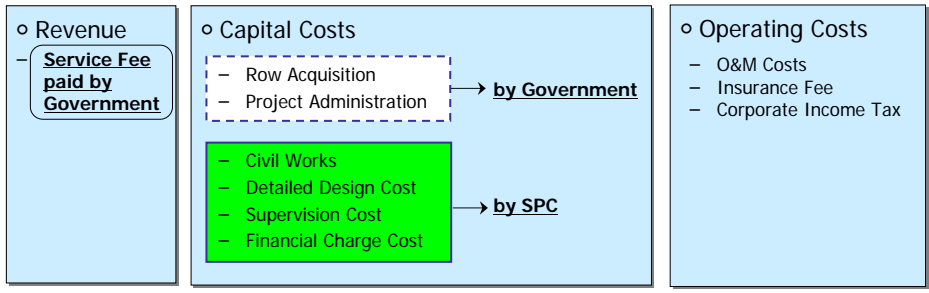 Revenue
– Service Fee
paid by
Government
Capital Costs
– Row Acquisition
– Project Administration
by Government
– Civil Works
– Detailed Design Cost
– Supervision Cost
– Financial Charge Cost
by SPC
Operating Costs
– O&M Costs
– Insurance Fee
– Corporate Income Tax